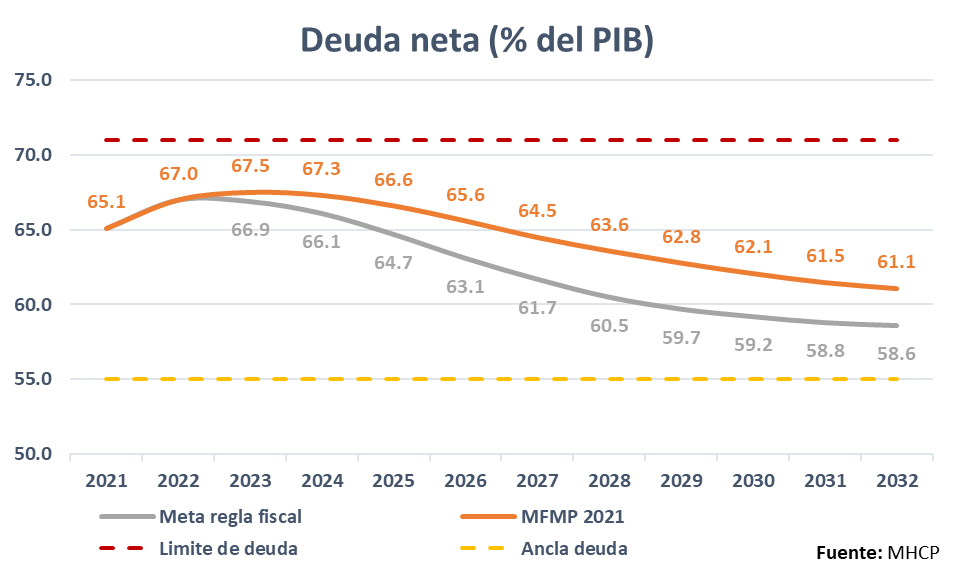 Deuda neta (% del PIB)
75.0
70.0
65.0
60.0
55.0
50.0
65.1 67.0 67.5 67.3 66.6 65.6 64.5 63.6 62.8 62.1 61.5 61.1
66.9 66.1 64.7 63.1 61.7 60.5 59.7 59.2 58.8 58.6
2021 2022 2023 2024 2025 2026 2027 2028 2029 2030 2031 2032
Meta regla fiscal MFMP 2021
Limite de deuda Ancla deuda
Fuente: MHCP